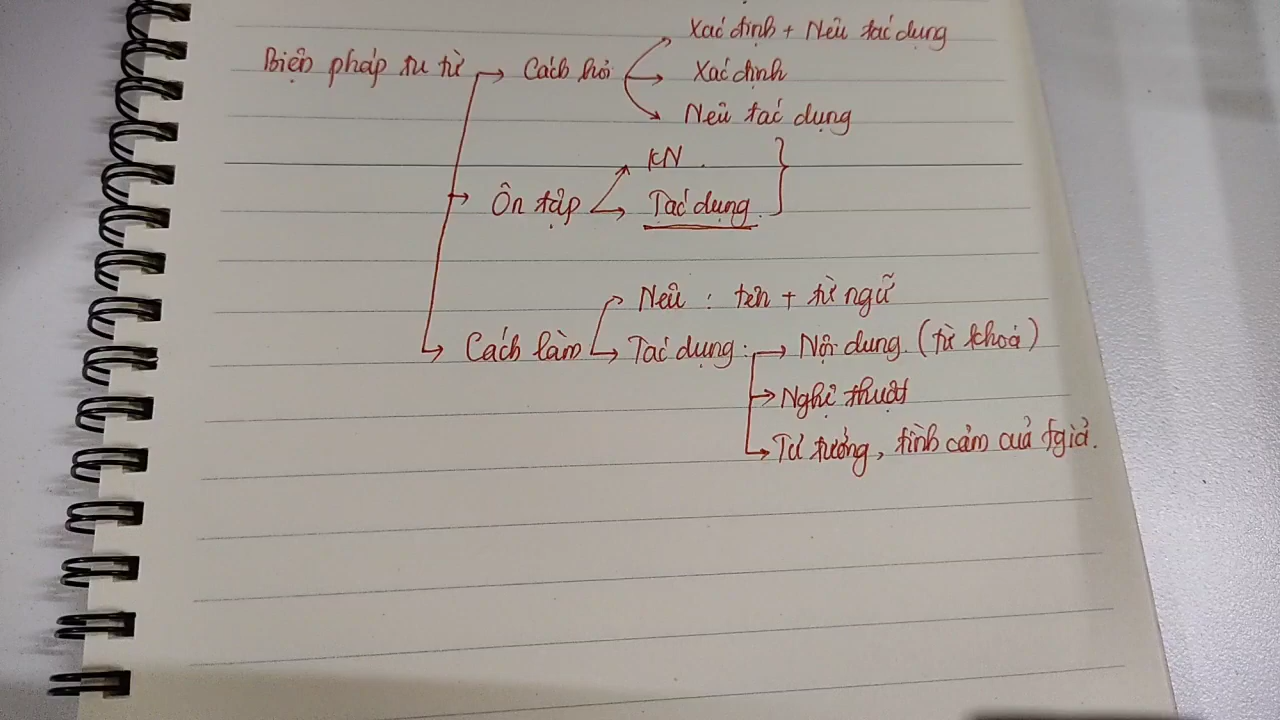 Xác định + Nêu tác dụng
Biện pháp tu từ → Cách hỏi → Xác định
Nêu tác dụng
KN.
Ôn tập → Tác dụng.
Nêu : tên + từ ngữ
Cách làm → Tác dụng : → Nội dung (từ khoá)
→ Nghệ thuật
→ Tư tưởng, tình cảm của tgiả.